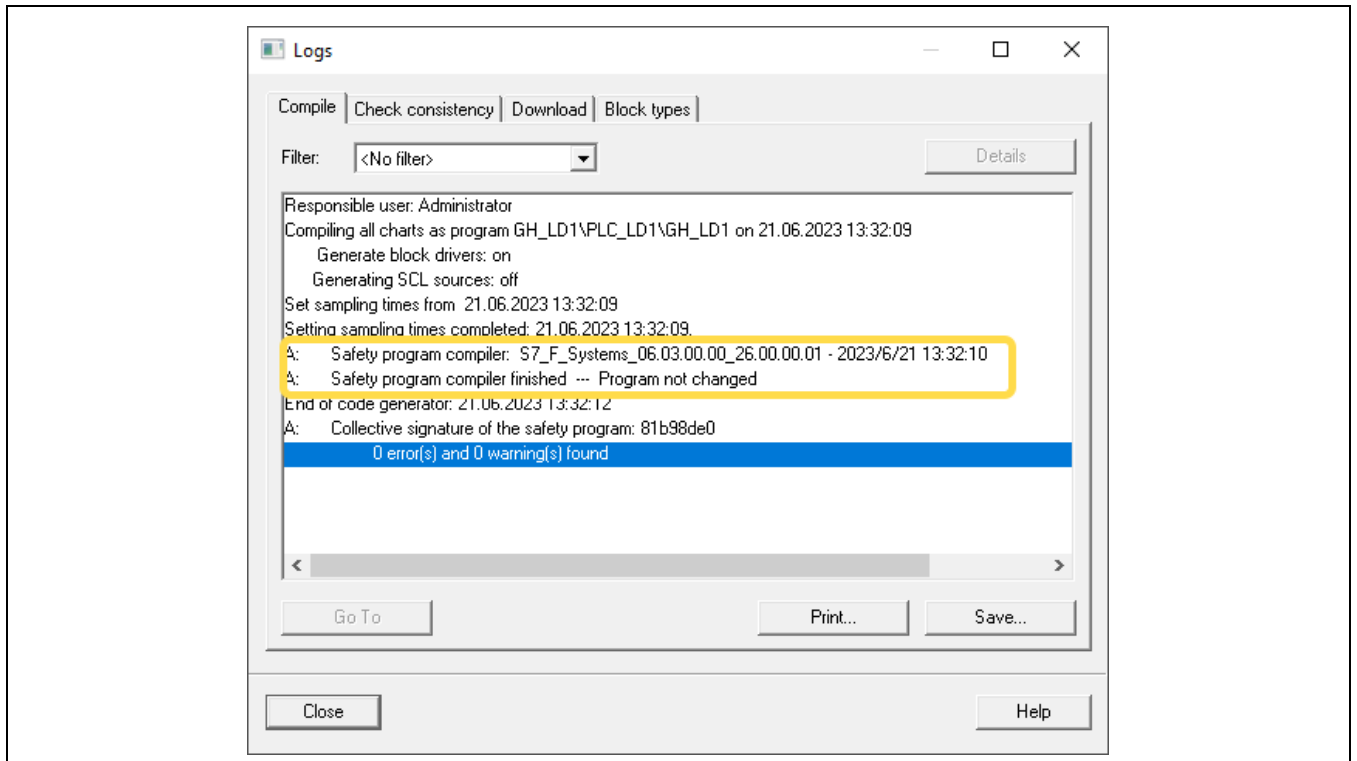 Logs
Compile Check consistency Download Block types
Filter: <No filter> Details
Responsible user: Administrator
Compiling all charts as program GH_LD1\PLC_LD1\GH_LD1 on 21.06.2023 13:32:09
Generate block drivers: on
Generating SCL sources: off
Set sampling times from 21.06.2023 13:32:09
Setting sampling times completed: 21.06.2023 13:32:09.
A: Safety program compiler: S7_F_Systems_06.03.00.00_26.00.00.01 - 2023/6/21 13:32:10
A: Safety program compiler finished --- Program not changed
End of code generator: 21.06.2023 13:32:12
A: Collective signature of the safety program: 81b98de0
0 error(s) and 0 warning(s) found
Go To Print... Save...
Close Help